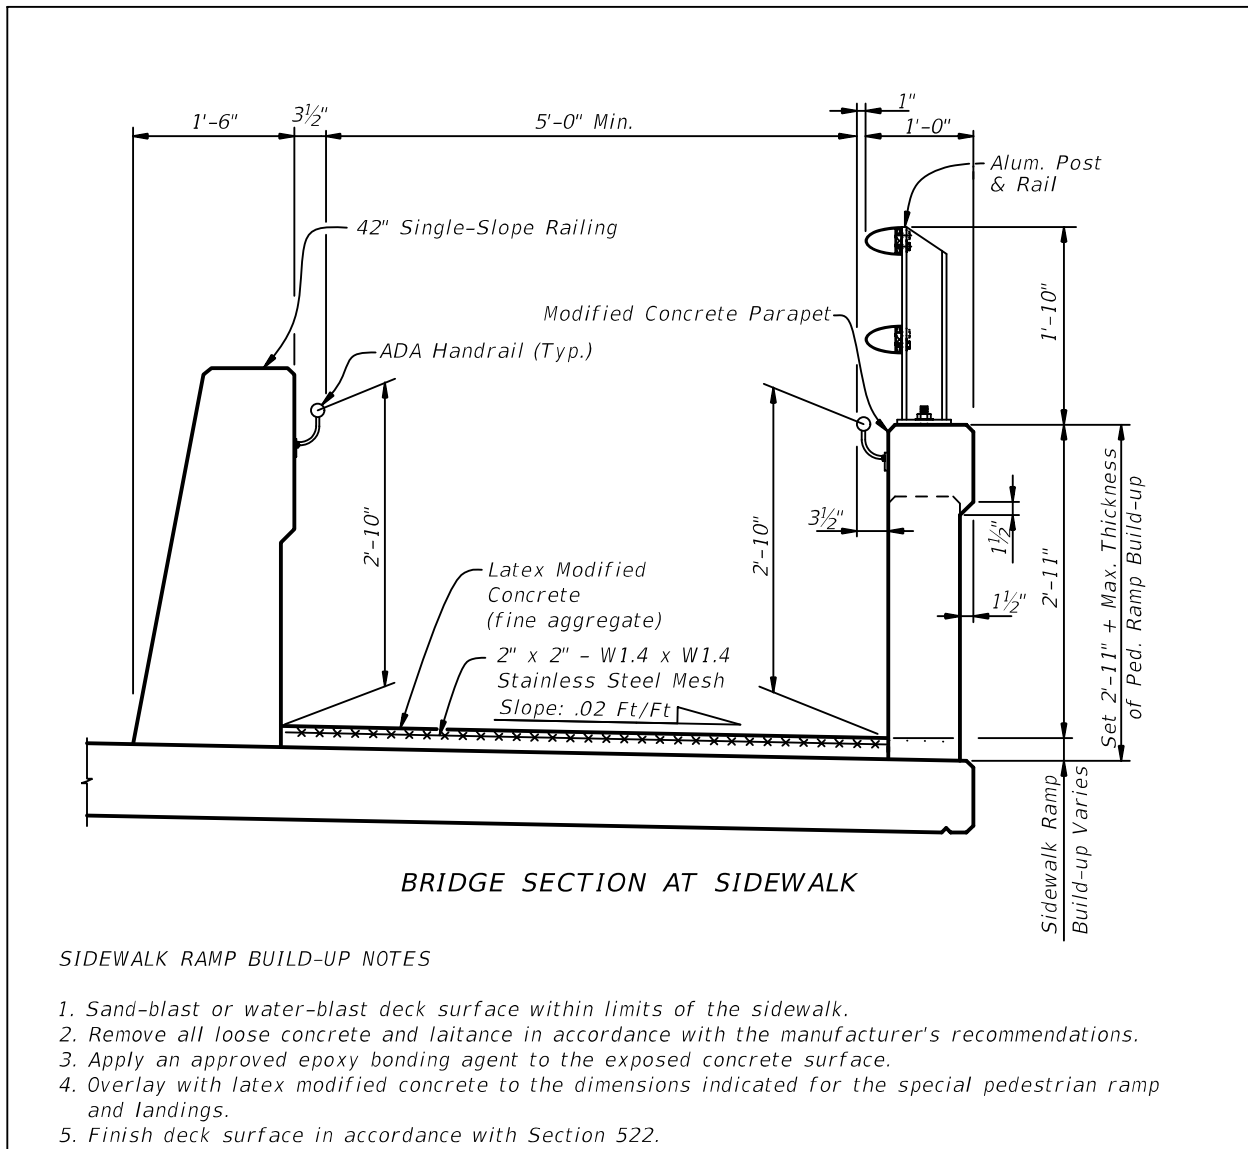 1"
1'-6"
3½"
5'-0" Min.
1'-0"
Alum. Post
& Rail
42" Single-Slope Railing
1'-10"
Modified Concrete Parapet
ADA Handrail (Typ.)
2'-10"
2'-10"
3½"
1½"
1½"
2'-11"
Set 2'-11" + Max. Thickness
of Ped. Ramp Build-up
Latex Modified
Concrete
(fine aggregate)
2" x 2" - W1.4 x W1.4
Stainless Steel Mesh
Slope: .02 Ft/Ft
Sidewalk Ramp
Build-up Varies
BRIDGE SECTION AT SIDEWALK
SIDEWALK RAMP BUILD-UP NOTES
1. Sand-blast or water-blast deck surface within limits of the sidewalk.
2. Remove all loose concrete and laitance in accordance with the manufacturer's recommendations.
3. Apply an approved epoxy bonding agent to the exposed concrete surface.
4. Overlay with latex modified concrete to the dimensions indicated for the special pedestrian ramp
and landings.
5. Finish deck surface in accordance with Section 522.